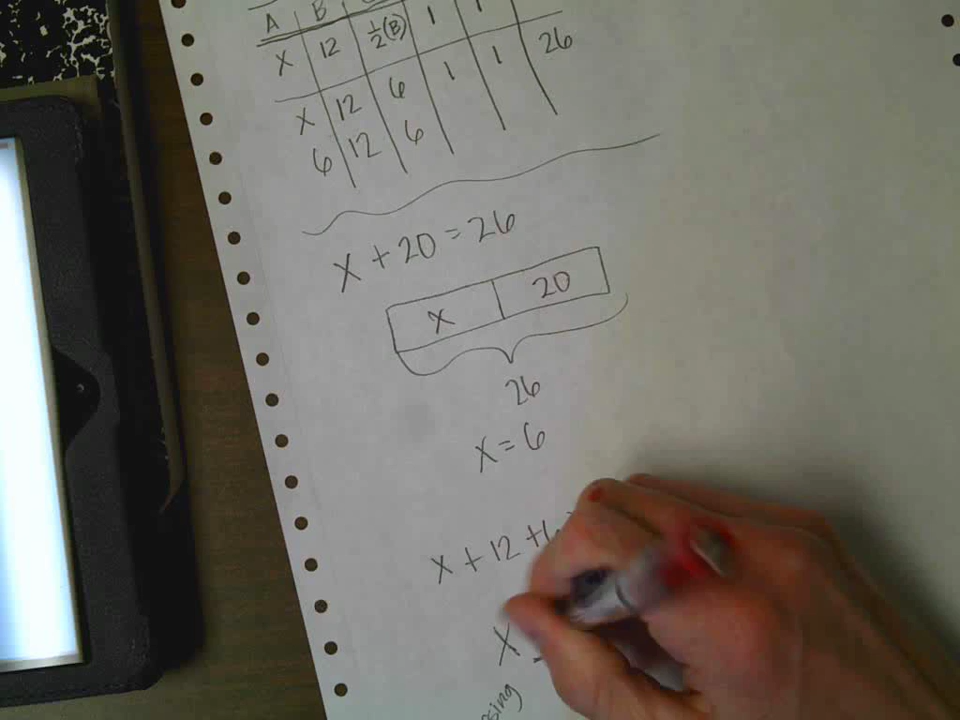 A B
X 12 ½(B) 1 1
X 12 6 1 1 26
6 12 6
X + 20 = 26
X 20
26
X = 6
X + 12 +
X